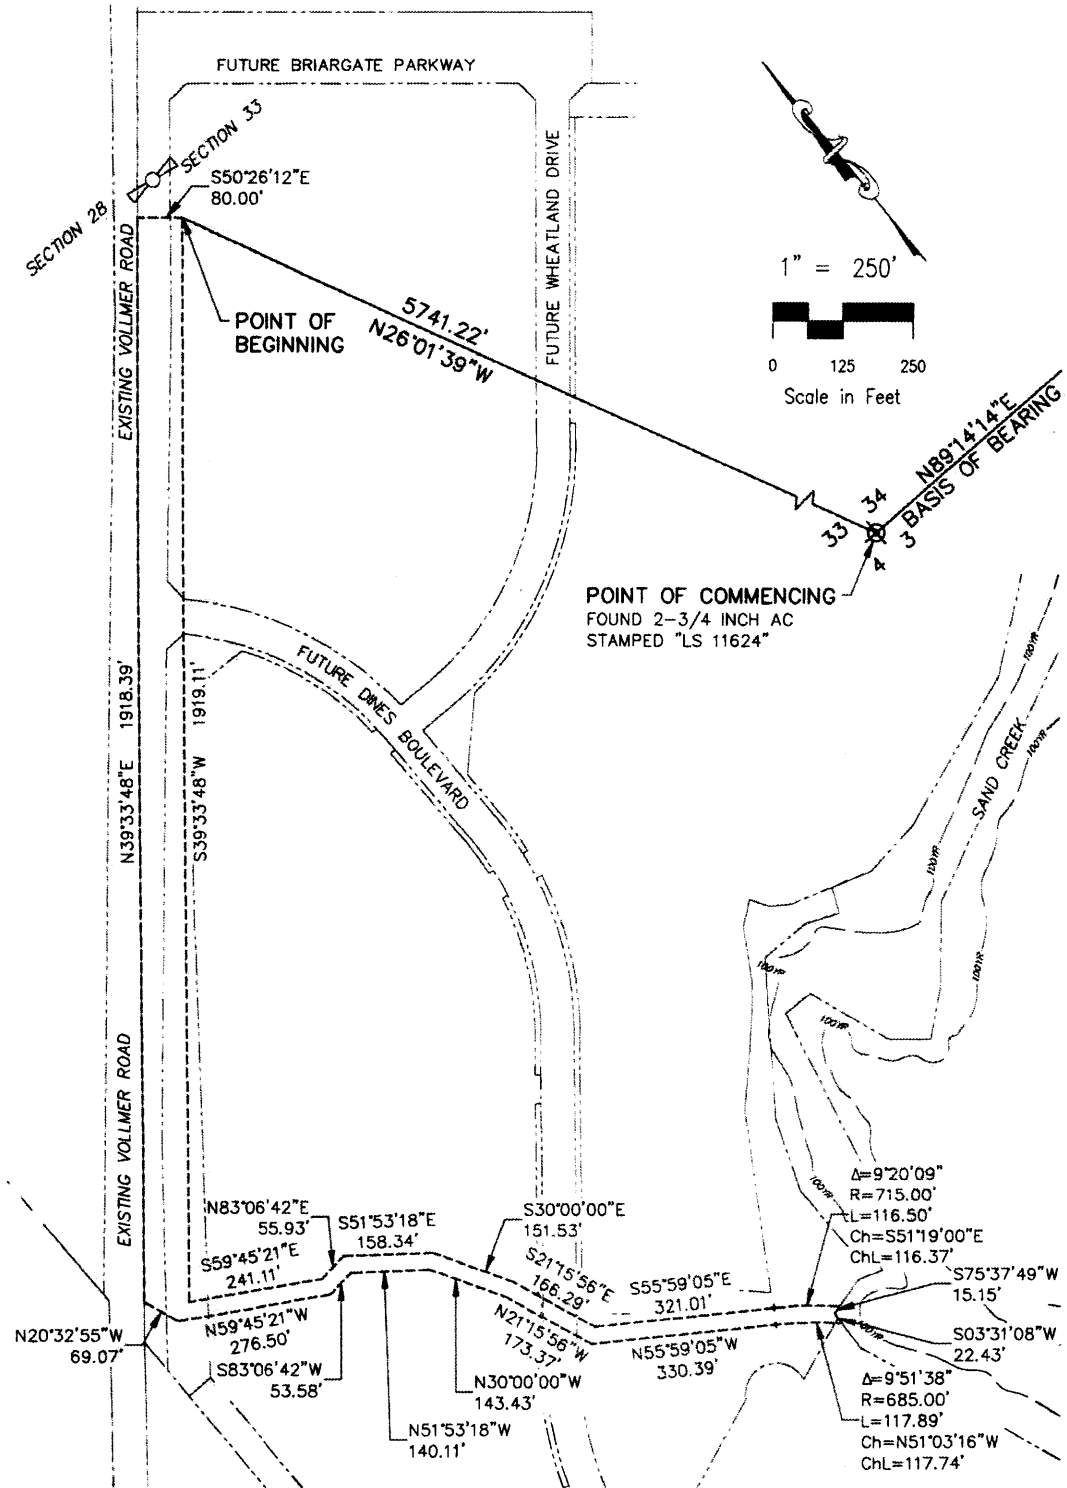 FUTURE BRIARGATE PARKWAY
SECTION 33
SECTION 28
S50°26'12"E
80.00'
EXISTING VOLLMER ROAD
FUTURE WHEATLAND DRIVE
POINT OF
BEGINNING
5741.22'
N26°01'39"W
1" = 250'
0 125 250
Scale in Feet
N89°14'14"E
BASIS OF BEARING
34
33
3
4
POINT OF COMMENCING
FOUND 2-3/4 INCH AC
STAMPED "LS 11624"
FUTURE DINES BOULEVARD
N39°33'48"E 1918.39'
S39°33'48"W 1919.11'
SAND CREEK
100YR
100YR
100YR
100YR
100YR
100YR
100YR
100YR
EXISTING VOLLMER ROAD
N83°06'42"E
55.93'
S51°53'18"E
158.34'
S30°00'00"E
151.53'
S59°45'21"E
241.11'
S21°15'56"E
166.29'
S55°59'05"E
321.01'
Δ=9°20'09"
R=715.00'
L=116.50'
Ch=S51°19'00"E
ChL=116.37'
S75°37'49"W
15.15'
N20°32'55"W
69.07'
N59°45'21"W
276.50'
S83°06'42"W
53.58'
N51°53'18"W
140.11'
N30°00'00"W
143.43'
N21°15'56"W
173.37'
N55°59'05"W
330.39'
S03°31'08"W
22.43'
Δ=9°51'38"
R=685.00'
L=117.89'
Ch=N51°03'16"W
ChL=117.74'